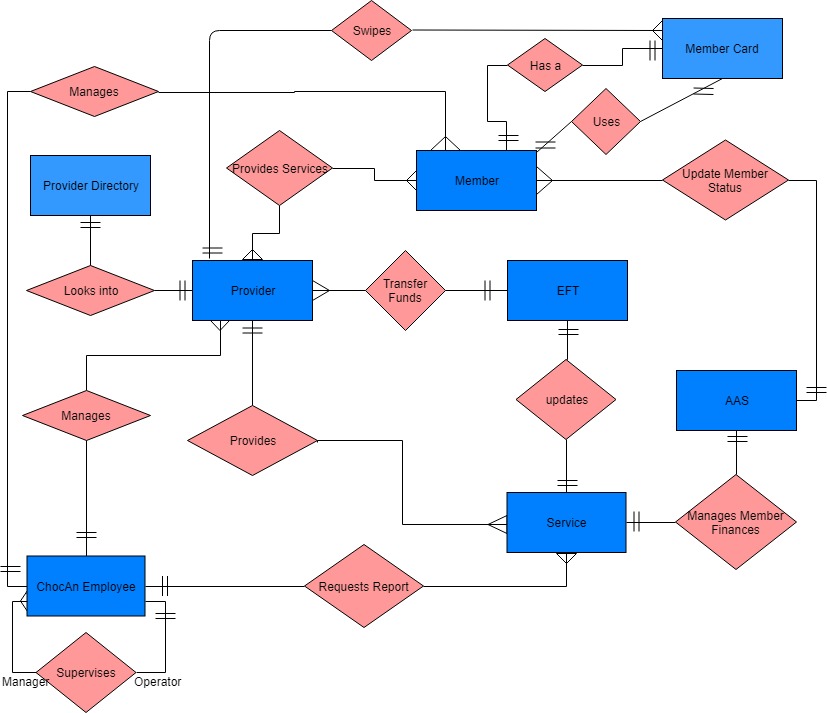 Swipes
Member Card
Has a
Manages
Uses
Provides Services
Member
Update Member
Status
Provider Directory
Looks into
Provider
Transfer
Funds
EFT
updates
AAS
Manages
Provides
Service
Manages Member
Finances
ChocAn Employee
Requests Report
Supervises
Manager
Operator